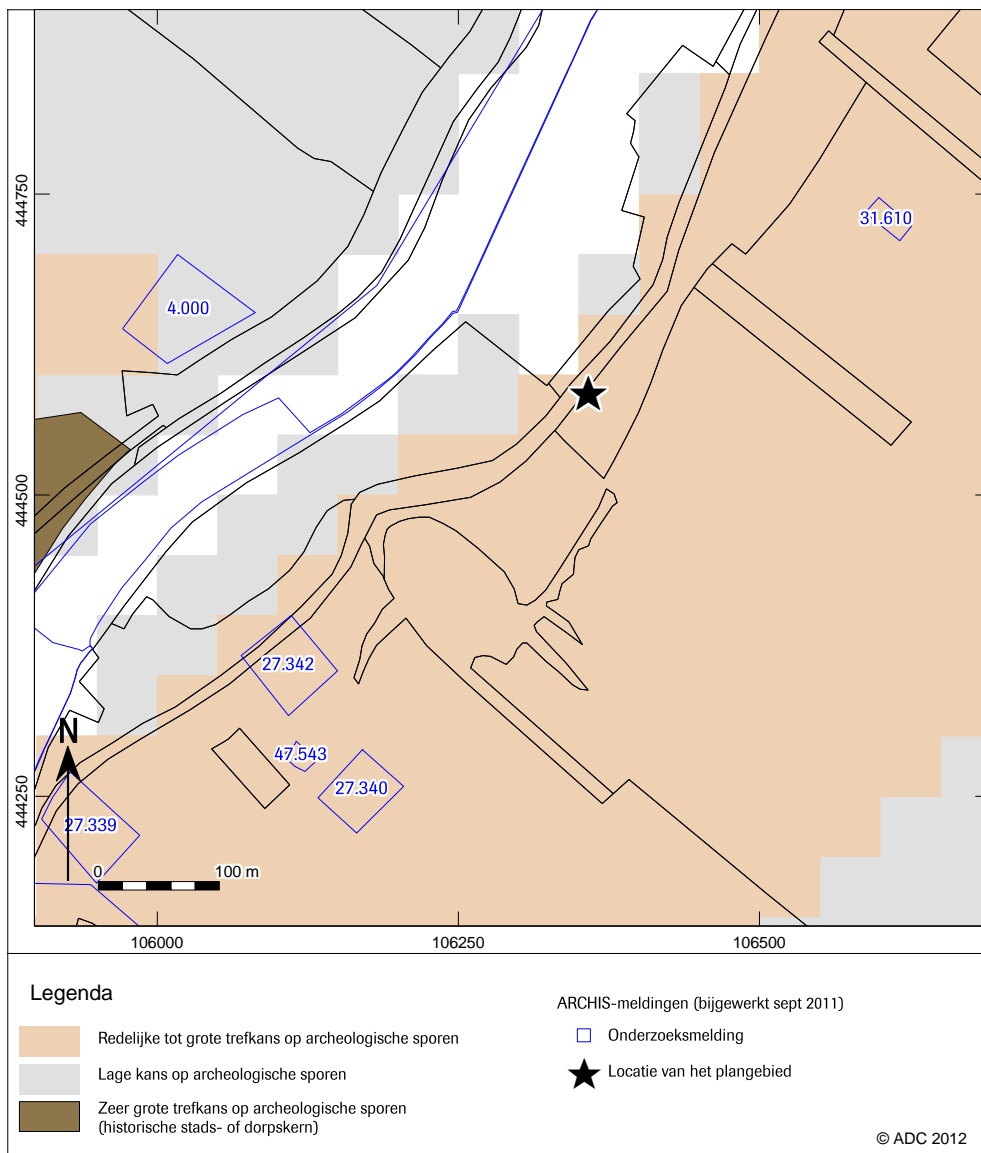 31.610
4.000
27.342
47.543
27.340
27.339
N
0 100 m
444750
444500
444250
106000 106250 106500
Legenda
Redelijke tot grote trefkans op archeologische sporen
Lage kans op archeologische sporen
Zeer grote trefkans op archeologische sporen
(historische stads- of dorpskern)
ARCHIS-meldingen (bijgewerkt sept 2011)
Onderzoeksmelding
Locatie van het plangebied
© ADC 2012